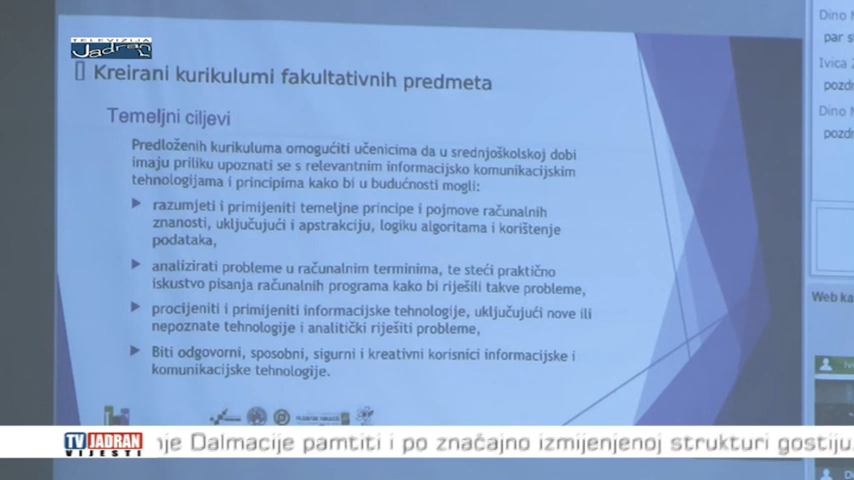 TELEVIZIJA
Jadran
Kreirani kurikulumi fakultativnih predmeta
Temeljni ciljevi
Predloženih kurikuluma omogućiti učenicima da u srednjoškolskoj dobi
imaju priliku upoznati se s relevantnim informacijsko komunikacijskim
tehnologijama i principima kako bi u budućnosti mogli:
razumjeti i primijeniti temeljne principe i pojmove računalnih
znanosti, uključujući i apstrakciju, logiku algoritama i korištenje
podataka,
analizirati probleme u računalnim terminima, te steći praktično
iskustvo pisanja računalnih programa kako bi riješili takve probleme,
procijeniti i primijeniti informacijske tehnologije, uključujući nove ili
nepoznate tehnologije i analitički riješiti probleme,
Biti odgovorni, sposobni, sigurni i kreativni korisnici informacijske i
komunikacijske tehnologije.
Dino
par s
Ivica
pozdr
Dino
pozdr
Web ka
TV JADRAN
VIJESTI
nje Dalmacije pamtiti i po značajno izmijenjenoj strukturi gostiju.